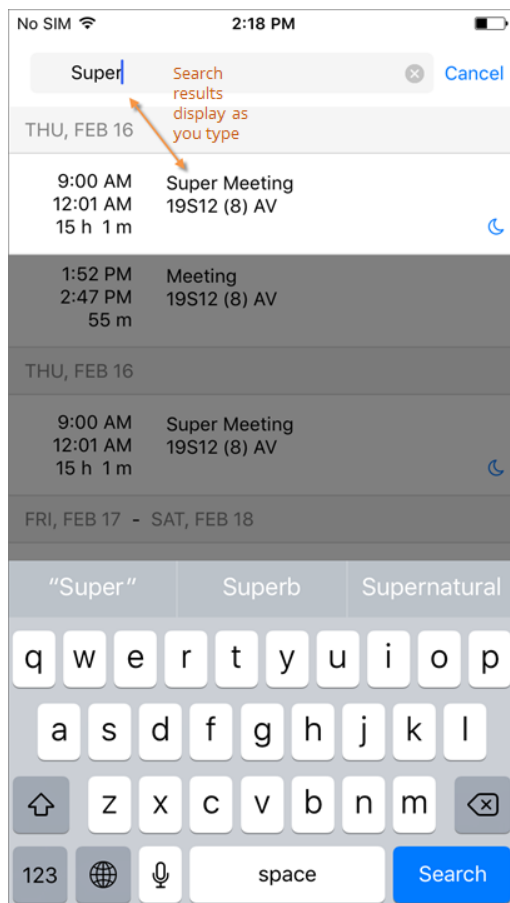 No SIM 2:18 PM
Super Cancel
Search
results
display as
you type
THU, FEB 16
9:00 AM Super Meeting
12:01 AM 19S12 (8) AV
15 h 1 m
1:52 PM Meeting
2:47 PM 19S12 (8) AV
55 m
THU, FEB 16
9:00 AM Super Meeting
12:01 AM 19S12 (8) AV
15 h 1 m
FRI, FEB 17 - SAT, FEB 18
“Super” Superb Supernatural
q w e r t y u i o p
a s d f g h j k l
z x c v b n m
123 space Search